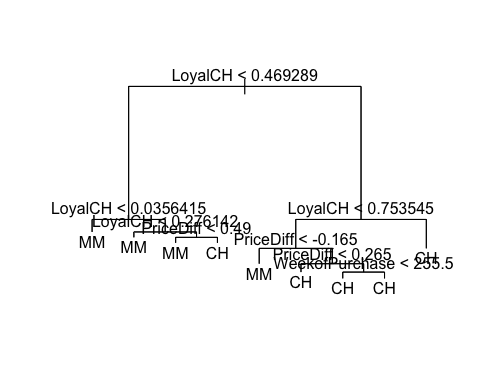 LoyalCH < 0.469289
LoyalCH < 0.0356415
LoyalCH < 0.276142
PriceDiff < 0.49
MM
MM
MM
CH
LoyalCH < 0.753545
PriceDiff < -0.165
PriceDiff < 0.265
WeekofPurchase < 255.5
MM
CH
CH
CH
CH